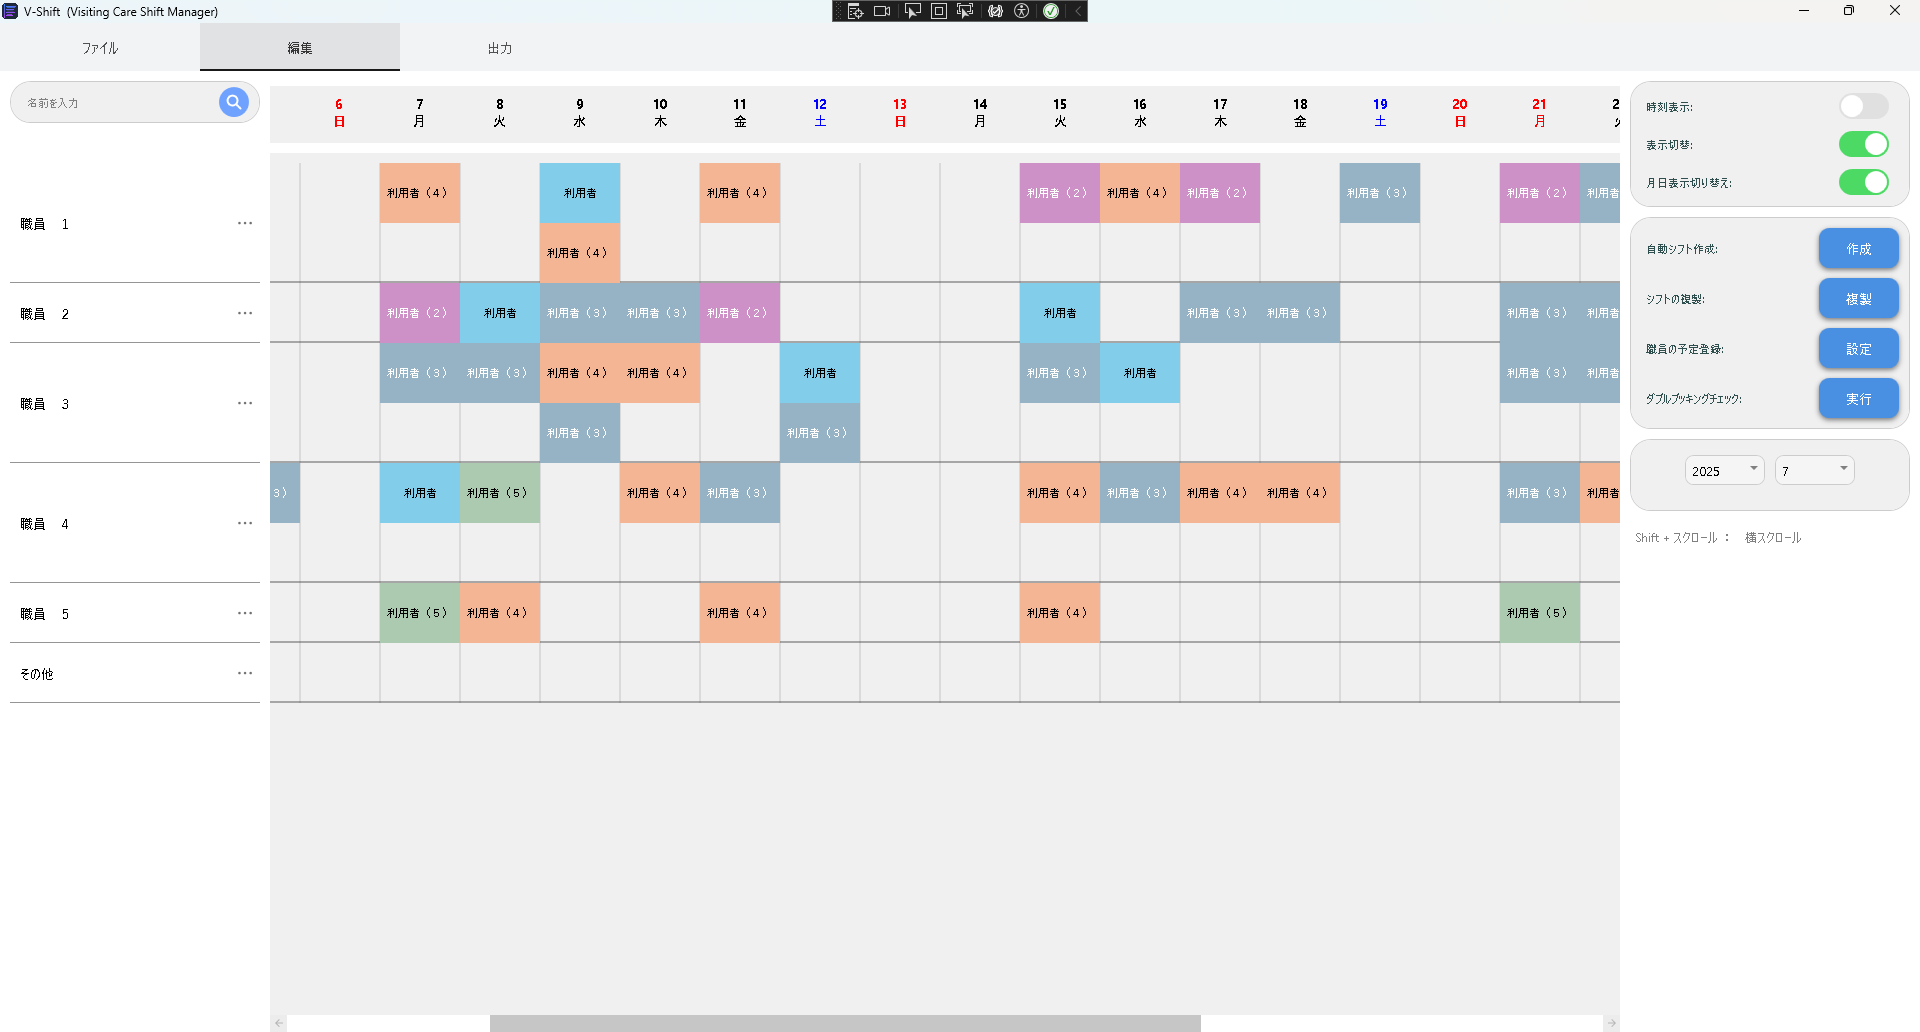 V-Shift (Visiting Care Shift Manager)
ファイル 編集 出力
名前を入力
6 7 8 9 10 11 12 13 14 15 16 17 18 19 20 21
日 月 火 水 木 金 土 日 月 火 水 木 金 土 日 月
職員 1
利用者（4） 利用者 利用者（4） 利用者（2） 利用者（4） 利用者（2） 利用者（3） 利用者（2） 利用者
利用者（4）
職員 2
利用者（2） 利用者 利用者（3） 利用者（3） 利用者（2） 利用者 利用者（3） 利用者（3） 利用者（3） 利用者
職員 3
利用者（3） 利用者（3） 利用者（4） 利用者（4） 利用者 利用者（3） 利用者 利用者（3） 利用者
利用者（3） 利用者（3）
職員 4
3） 利用者 利用者（5） 利用者（4） 利用者（3） 利用者（4） 利用者（3） 利用者（4） 利用者（4） 利用者（3） 利用者
職員 5
利用者（5） 利用者（4） 利用者（4） 利用者（4） 利用者（5）
その他
時刻表示:
表示切替:
月日表示切り替え:
自動シフト作成: 作成
シフトの複製: 複製
職員の予定登録: 設定
ダブルブッキングチェック: 実行
2025 7
Shift + スクロール ： 横スクロール